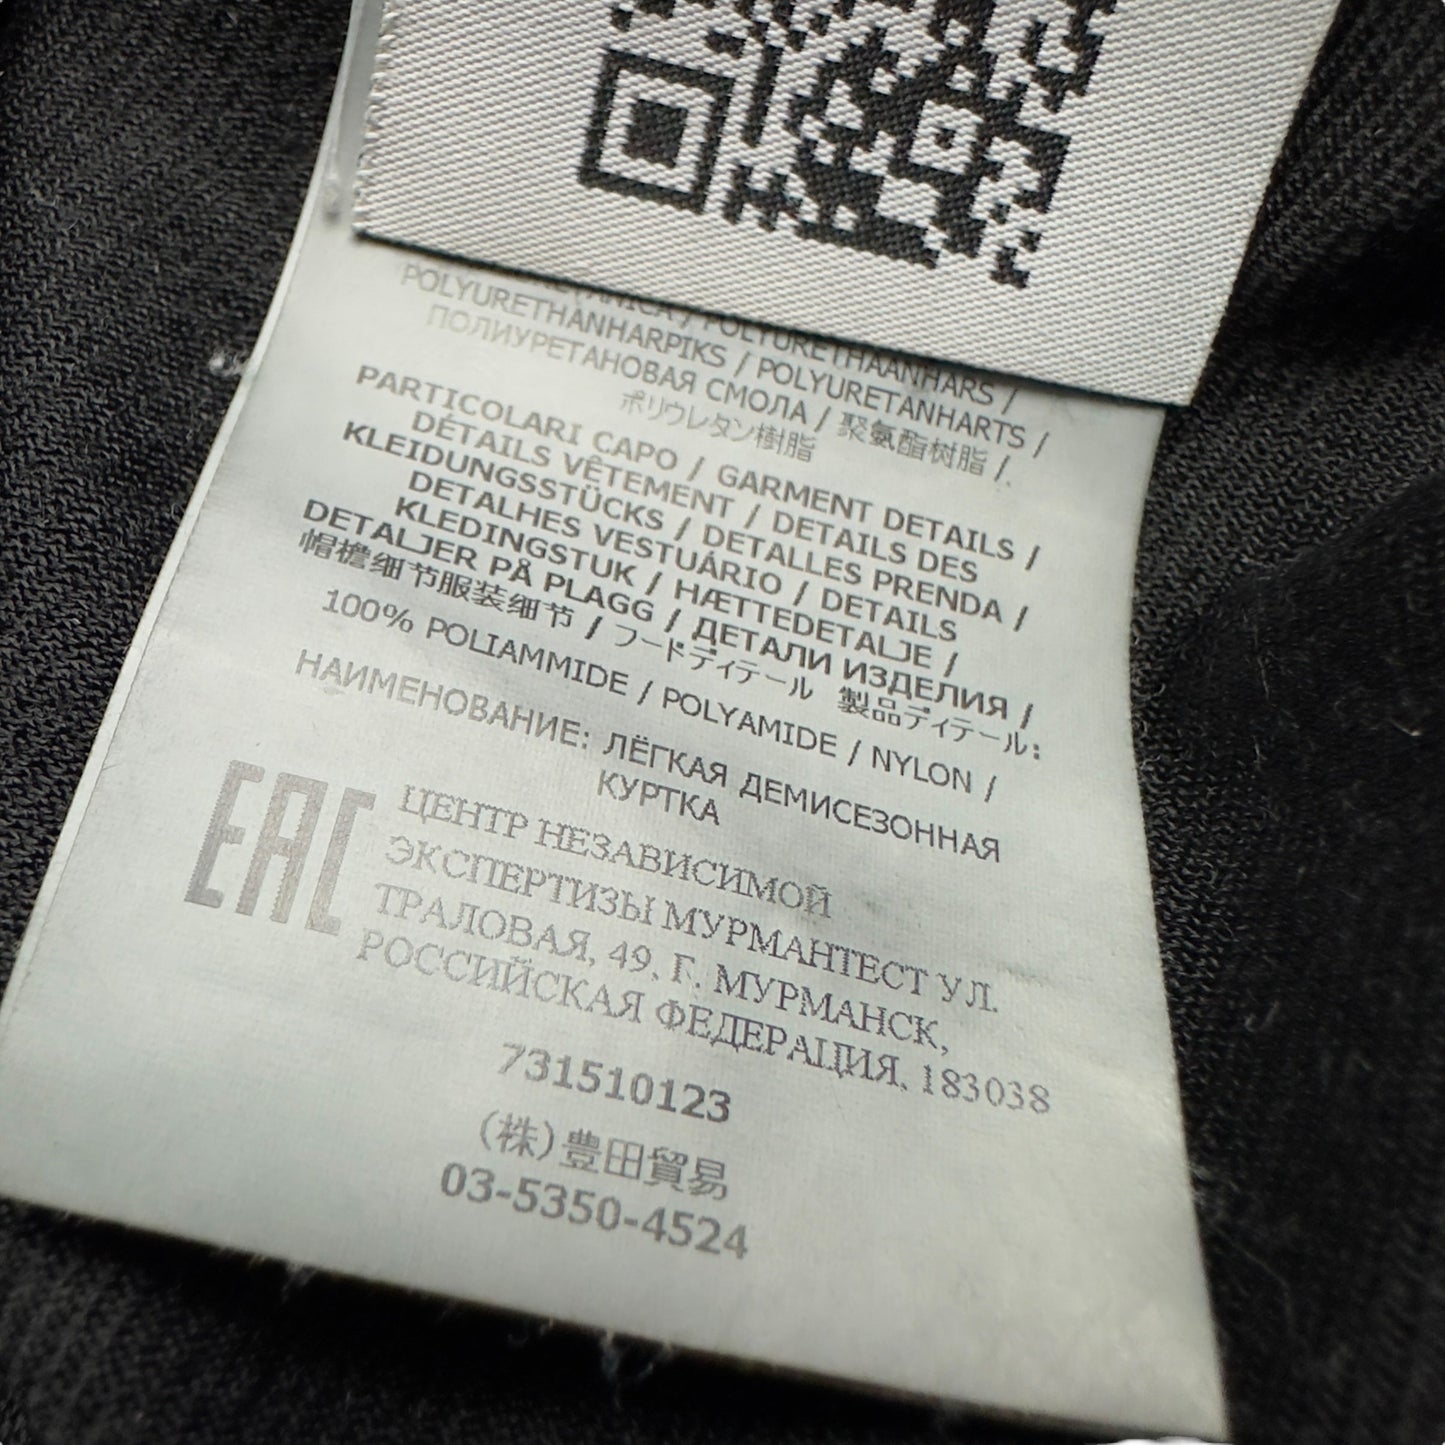 / POLYURETHAANHARS /
POLYURETHANHARPIKS / POLYURETANHARTS /
ПОЛИУРЕТАНОВАЯ СМОЛА / 聚氨酯树脂 /
ポリウレタン樹脂
PARTICOLARI CAPO / GARMENT DETAILS /
DÉTAILS VÊTEMENT / DETAILS DES
KLEIDUNGSSTÜCKS / DETALLES PRENDA /
DETALHES VESTUÁRIO / DETAILS
KLEDINGSTUK / HÆTTEDETALJE /
DETALJER PÅ PLAGG / ДЕТАЛИ ИЗДЕЛИЯ /
帽檐细节服装细节 / フードディテール 製品ディテール:
100% POLIAMMIDE / POLYAMIDE / NYLON /
НАИМЕНОВАНИЕ: ЛЁГКАЯ ДЕМИСЕЗОННАЯ
КУРТКА
EAC
ЦЕНТР НЕЗАВИСИМОЙ
ЭКСПЕРТИЗЫ МУРМАНТЕСТ УЛ.
ТРАЛОВАЯ, 49, Г. МУРМАНСК,
РОССИЙСКАЯ ФЕДЕРАЦИЯ, 183038
731510123
(株)豊田貿易
03-5350-4524